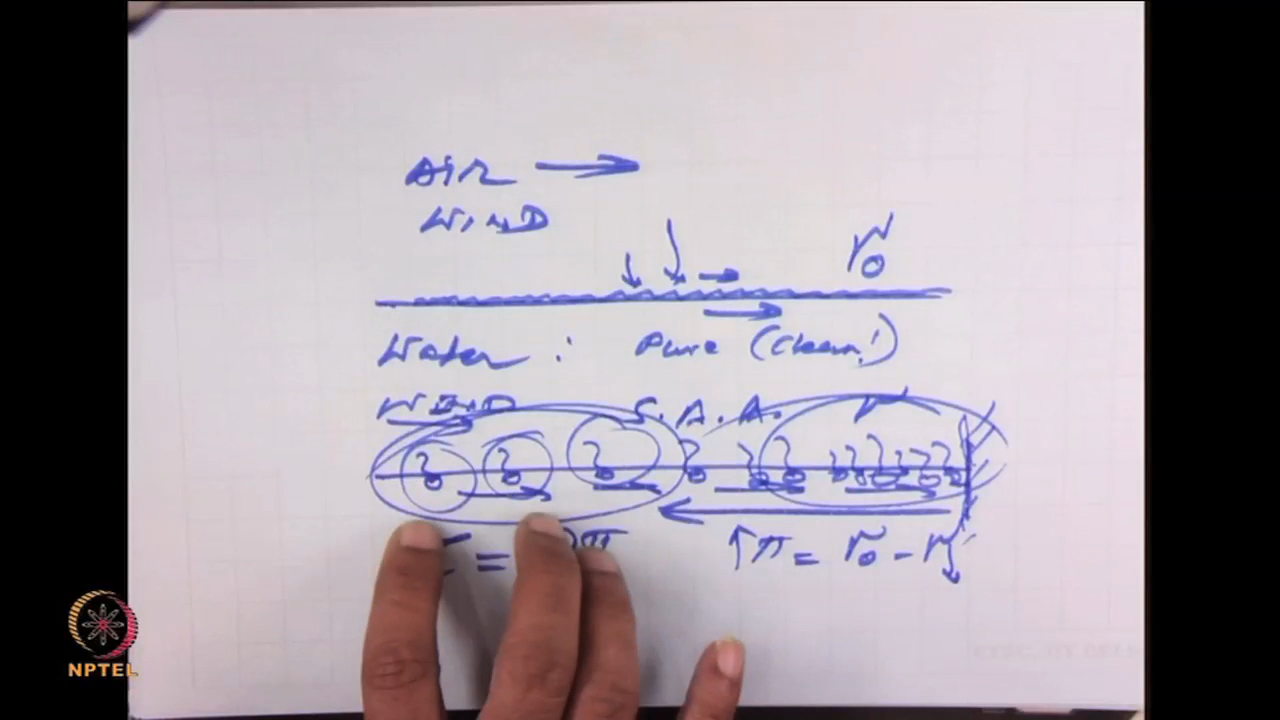 AiR →
WIND
γ₀
Water : Pure (Clean!)
WIND S.A.A. γ
= π ↑π = γ₀ - γ ↓
NPTEL